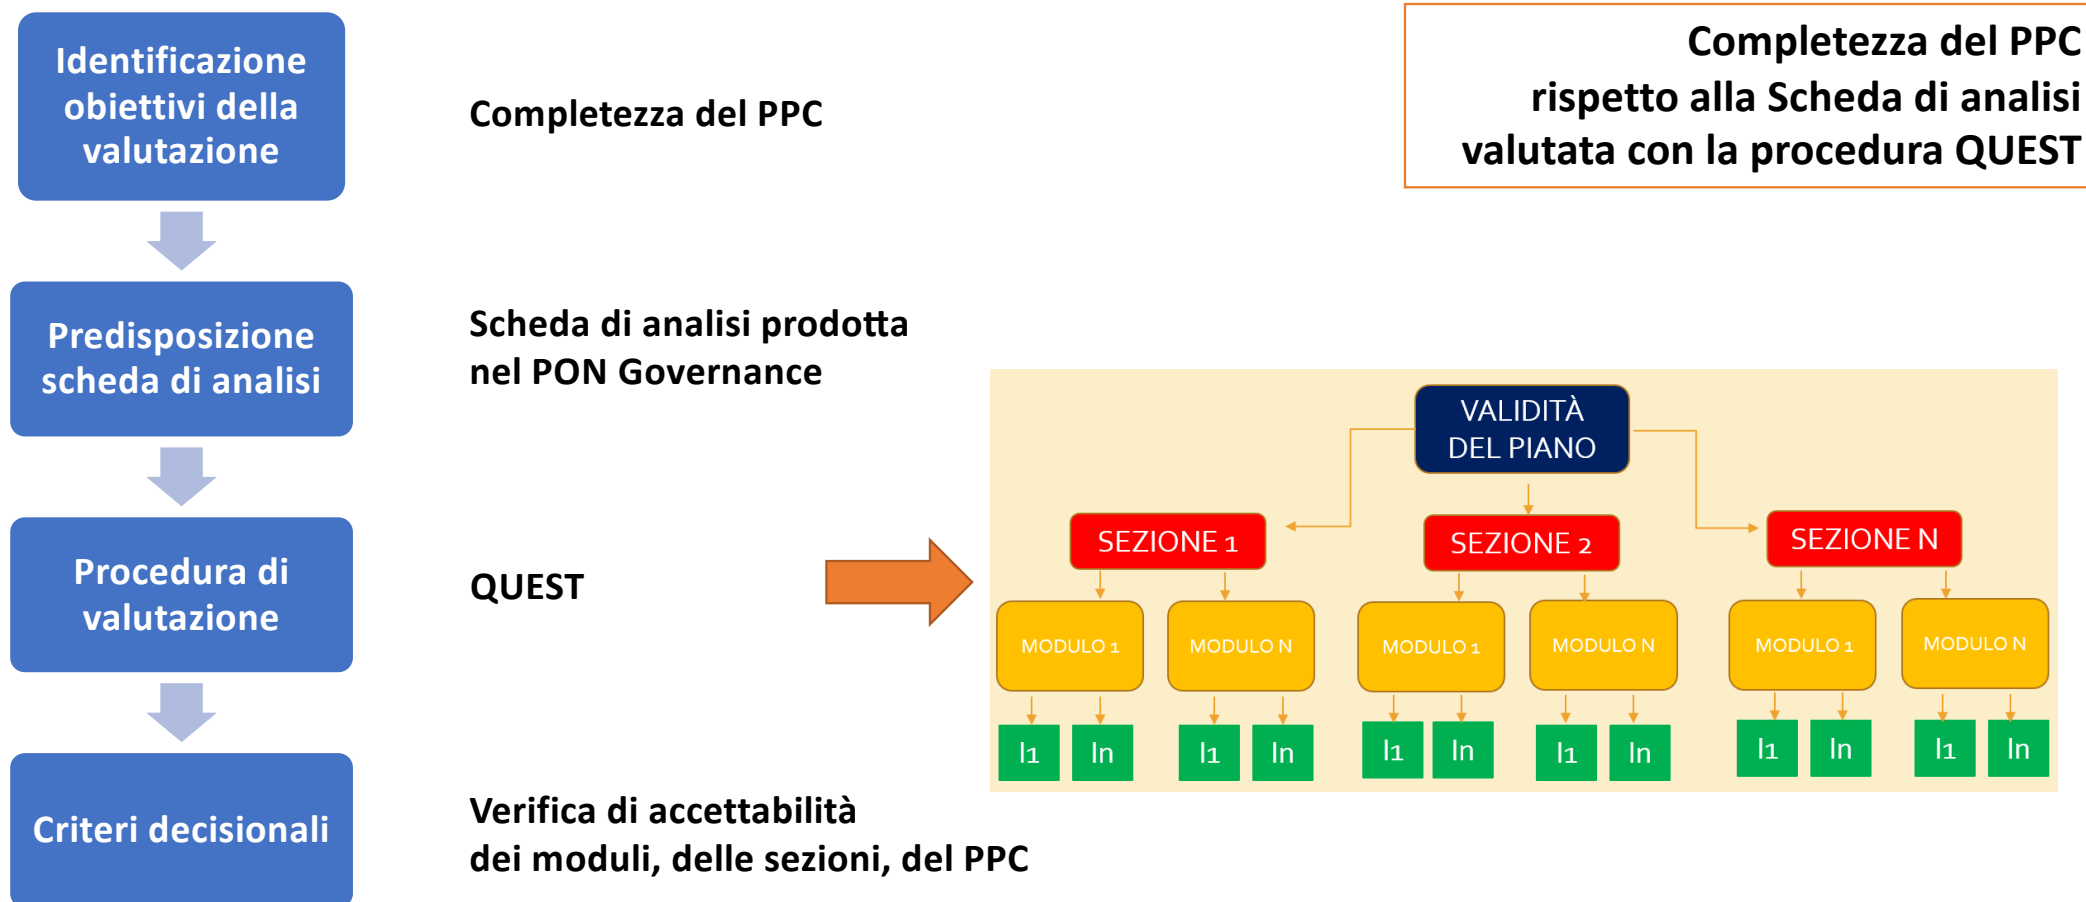 Identificazione
obiettivi della
valutazione
Completezza del PPC
Completezza del PPC
rispetto alla Scheda di analisi
valutata con la procedura QUEST
Predisposizione
scheda di analisi
Scheda di analisi prodotta
nel PON Governance
Procedura di
valutazione
QUEST
VALIDITÀ
DEL PIANO
SEZIONE 1
SEZIONE 2
SEZIONE N
MODULO 1
MODULO N
MODULO 1
MODULO N
MODULO 1
MODULO N
I1
In
I1
In
I1
In
I1
In
I1
In
I1
In
Criteri decisionali
Verifica di accettabilità
dei moduli, delle sezioni, del PPC